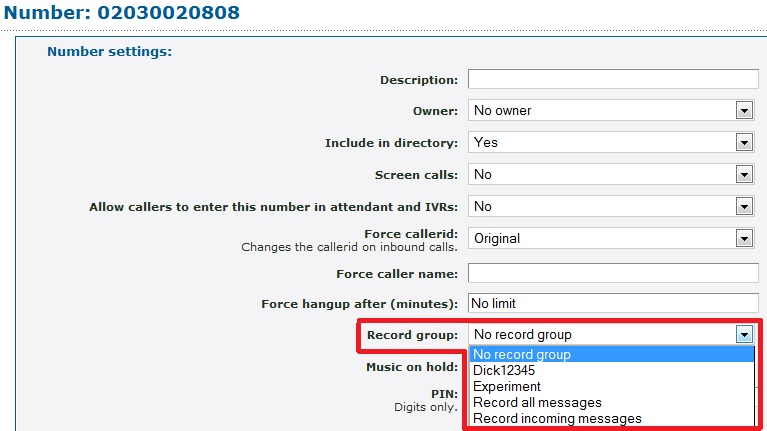 Number: 02030020808
Number settings:
Description:
Owner: No owner
Include in directory: Yes
Screen calls: No
Allow callers to enter this number in attendant and IVRs: No
Force callerid: Original
Changes the callerid on inbound calls.
Force caller name:
Force hangup after (minutes): No limit
Record group: No record group
No record group
Music on hold: Dick12345
Experiment
PIN: Record all messages
Digits only. Record incoming messages